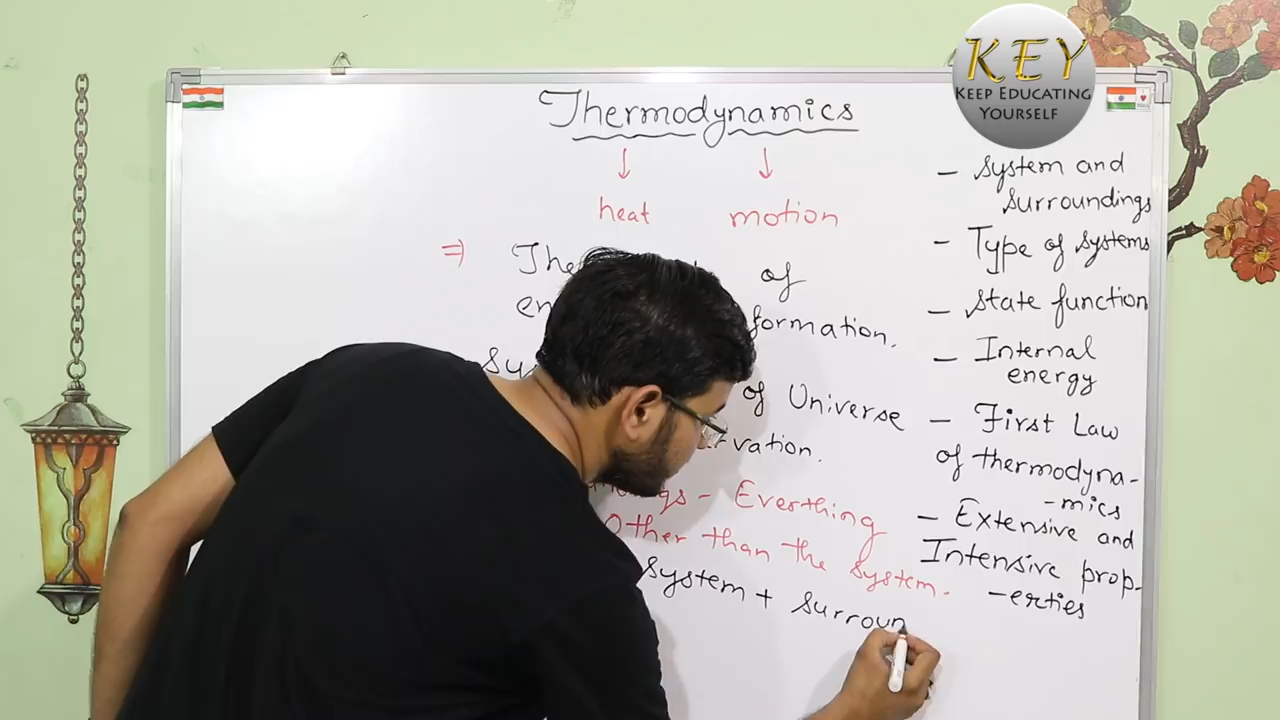 KEY
KEEP EDUCATING
YOURSELF
Thermodynamics
heat motion
⇒ of
formation.
of Universe
Everthing
Other than the System.
System + Surroun
- System and
Surroundings
- Type of Systems
- State function
- Internal
energy
- First Law
of thermodyna-
-mics
- Extensive and
Intensive prop-
-erties